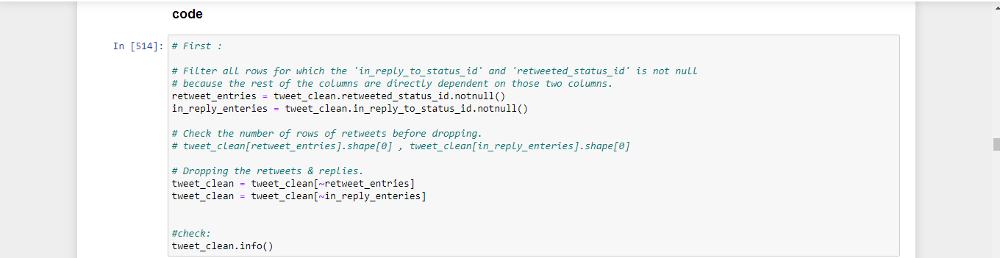 code
In [514]: # First :
# Filter all rows for which the 'in_reply_to_status_id' and 'retweeted_status_id' is not null
# because the rest of the columns are directly dependent on those two columns.
retweet_entries = tweet_clean.retweeted_status_id.notnull()
in_reply_enteries = tweet_clean.in_reply_to_status_id.notnull()
# Check the number of rows of retweets before dropping.
# tweet_clean[retweet_entries].shape[0] , tweet_clean[in_reply_enteries].shape[0]
# Dropping the retweets & replies.
tweet_clean = tweet_clean[~retweet_entries]
tweet_clean = tweet_clean[~in_reply_enteries]
#check:
tweet_clean.info()